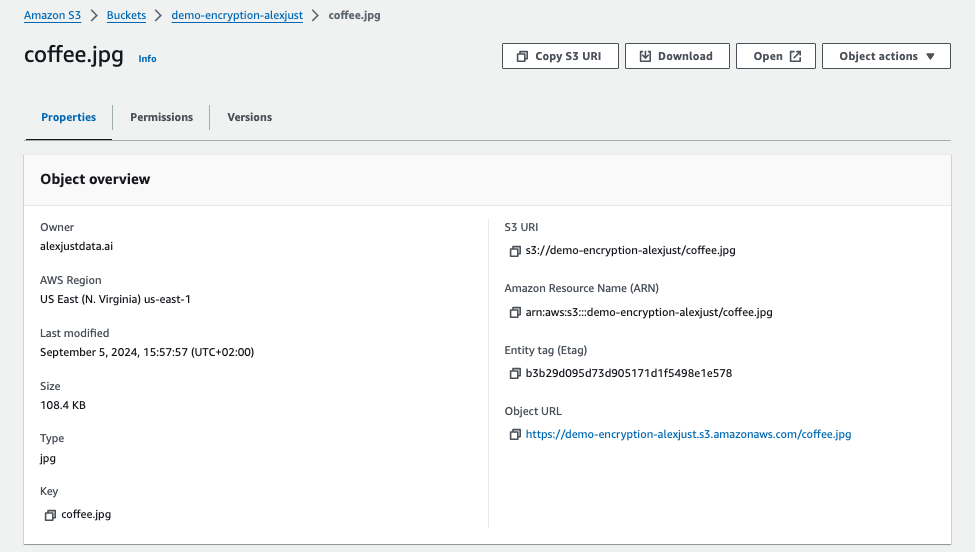 Amazon S3 > Buckets > demo-encryption-alexjust > coffee.jpg
coffee.jpg Info
Copy S3 URI Download Open Object actions
Properties Permissions Versions
Object overview
Owner
alexjustdata.ai
AWS Region
US East (N. Virginia) us-east-1
Last modified
September 5, 2024, 15:57:57 (UTC+02:00)
Size
108.4 KB
Type
jpg
Key
coffee.jpg
S3 URI
s3://demo-encryption-alexjust/coffee.jpg
Amazon Resource Name (ARN)
arn:aws:s3:::demo-encryption-alexjust/coffee.jpg
Entity tag (Etag)
b3b29d095d73d905171d1f5498e1e578
Object URL
https://demo-encryption-alexjust.s3.amazonaws.com/coffee.jpg